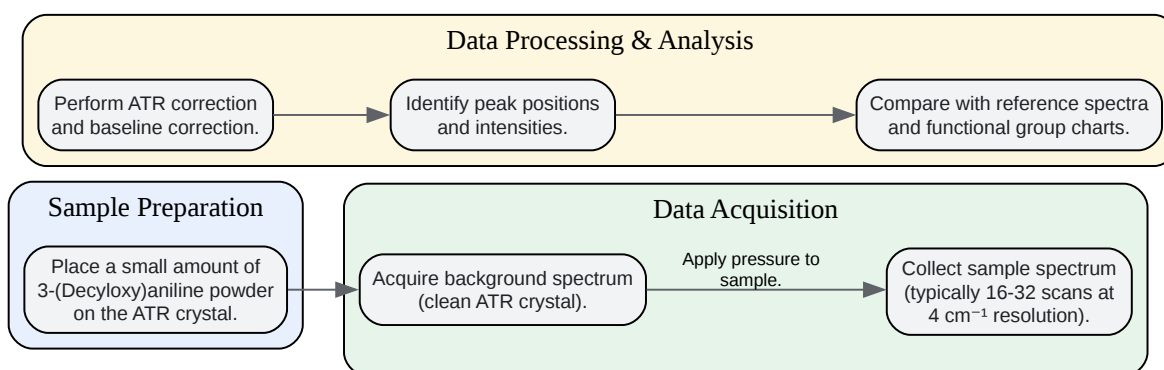 Data Processing & Analysis
Perform ATR correction
and baseline correction.
Identify peak positions
and intensities.
Compare with reference spectra
and functional group charts.
Sample Preparation
Place a small amount of
3-(Decyloxy)aniline powder
on the ATR crystal.
Data Acquisition
Acquire background spectrum
(clean ATR crystal).
Apply pressure to
sample.
Collect sample spectrum
(typically 16-32 scans at
4 cm⁻¹ resolution).